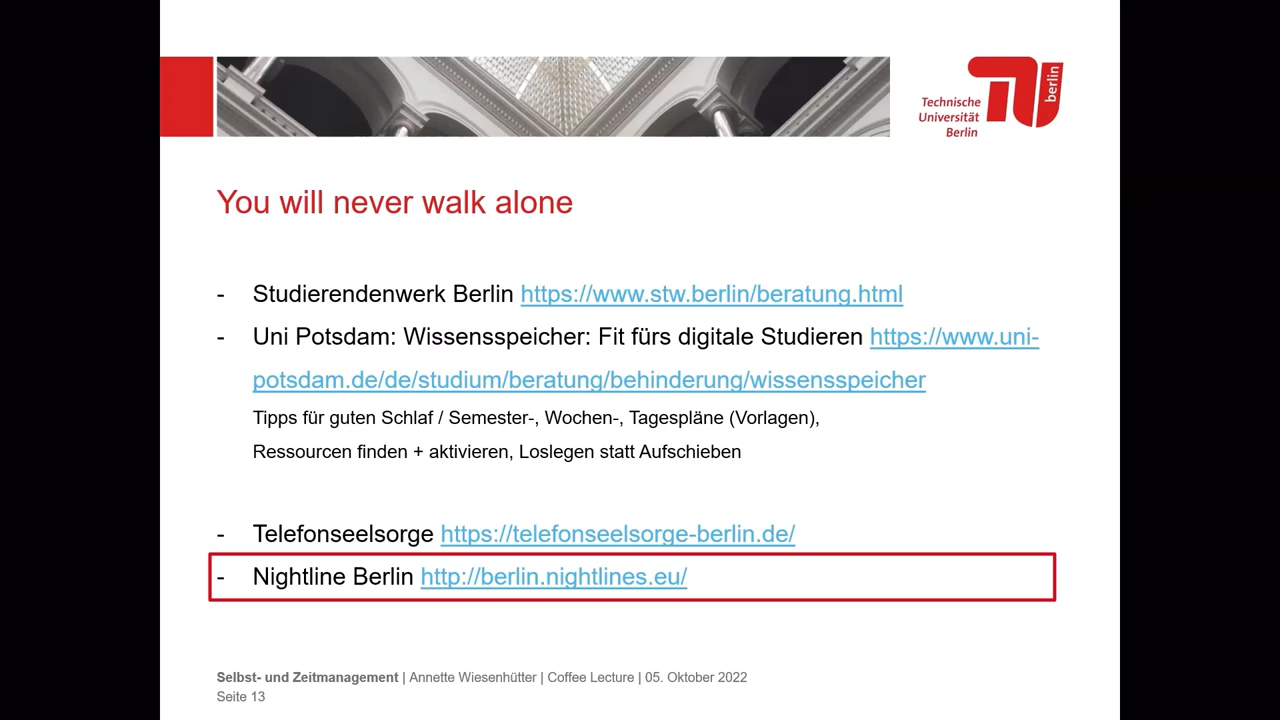 Technische
Universität
Berlin
berlin
You will never walk alone
- Studierendenwerk Berlin https://www.stw.berlin/beratung.html
- Uni Potsdam: Wissensspeicher: Fit fürs digitale Studieren https://www.uni-
potsdam.de/de/studium/beratung/behinderung/wissensspeicher
Tipps für guten Schlaf / Semester-, Wochen-, Tagespläne (Vorlagen),
Ressourcen finden + aktivieren, Loslegen statt Aufschieben
- Telefonseelsorge https://telefonseelsorge-berlin.de/
- Nightline Berlin http://berlin.nightlines.eu/
Selbst- und Zeitmanagement | Annette Wiesenhütter | Coffee Lecture | 05. Oktober 2022
Seite 13